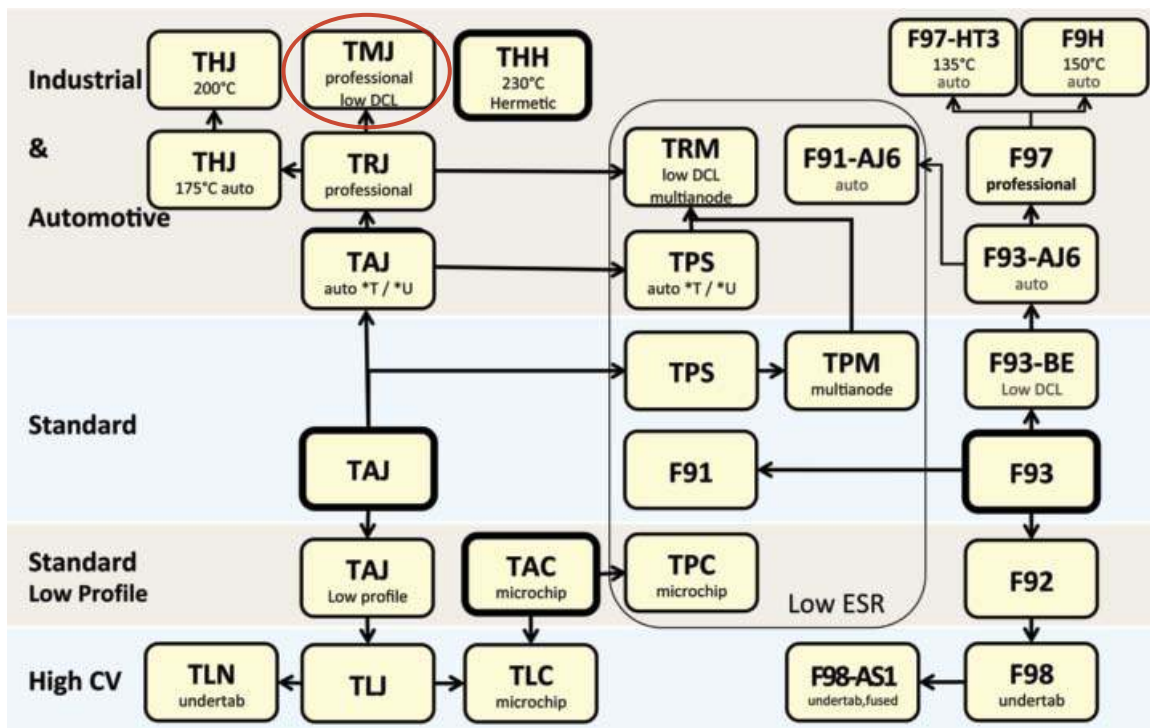 Industrial
&
Automotive
THJ
200°C
TMJ
professional
low DCL
THH
230°C
Hermetic
F97-HT3
135°C
auto
F9H
150°C
auto
THJ
175°C auto
TRJ
professional
TRM
low DCL
multianode
F91-AJ6
auto
F97
professional
TAJ
auto *T / *U
TPS
auto *T / *U
F93-AJ6
auto
Standard
TPS
TPM
multianode
F93-BE
Low DCL
TAJ
F91
F93
Standard
Low Profile
TAJ
Low profile
TAC
microchip
TPC
microchip
Low ESR
F92
High CV
TLN
undertab
TLJ
TLC
microchip
F98-AS1
undertab,fused
F98
undertab